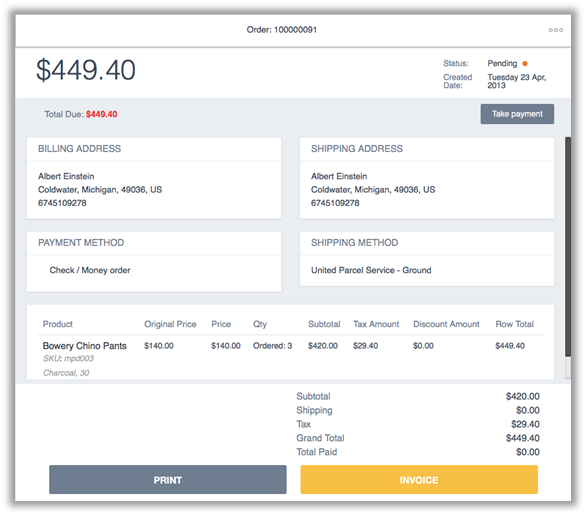 Order: 100000091
$449.40
Status: Pending
Created Date: Tuesday 23 Apr, 2013
Total Due: $449.40
Take payment
BILLING ADDRESS
Albert Einstein
Coldwater, Michigan, 49036, US
6745109278
SHIPPING ADDRESS
Albert Einstein
Coldwater, Michigan, 49036, US
6745109278
PAYMENT METHOD
Check / Money order
SHIPPING METHOD
United Parcel Service - Ground
Product Original Price Price Qty Subtotal Tax Amount Discount Amount Row Total
Bowery Chino Pants $140.00 $140.00 Ordered: 3 $420.00 $29.40 $0.00 $449.40
SKU: mpd003
Charcoal, 30
Subtotal $420.00
Shipping $0.00
Tax $29.40
Grand Total $449.40
Total Paid $0.00
PRINT
INVOICE